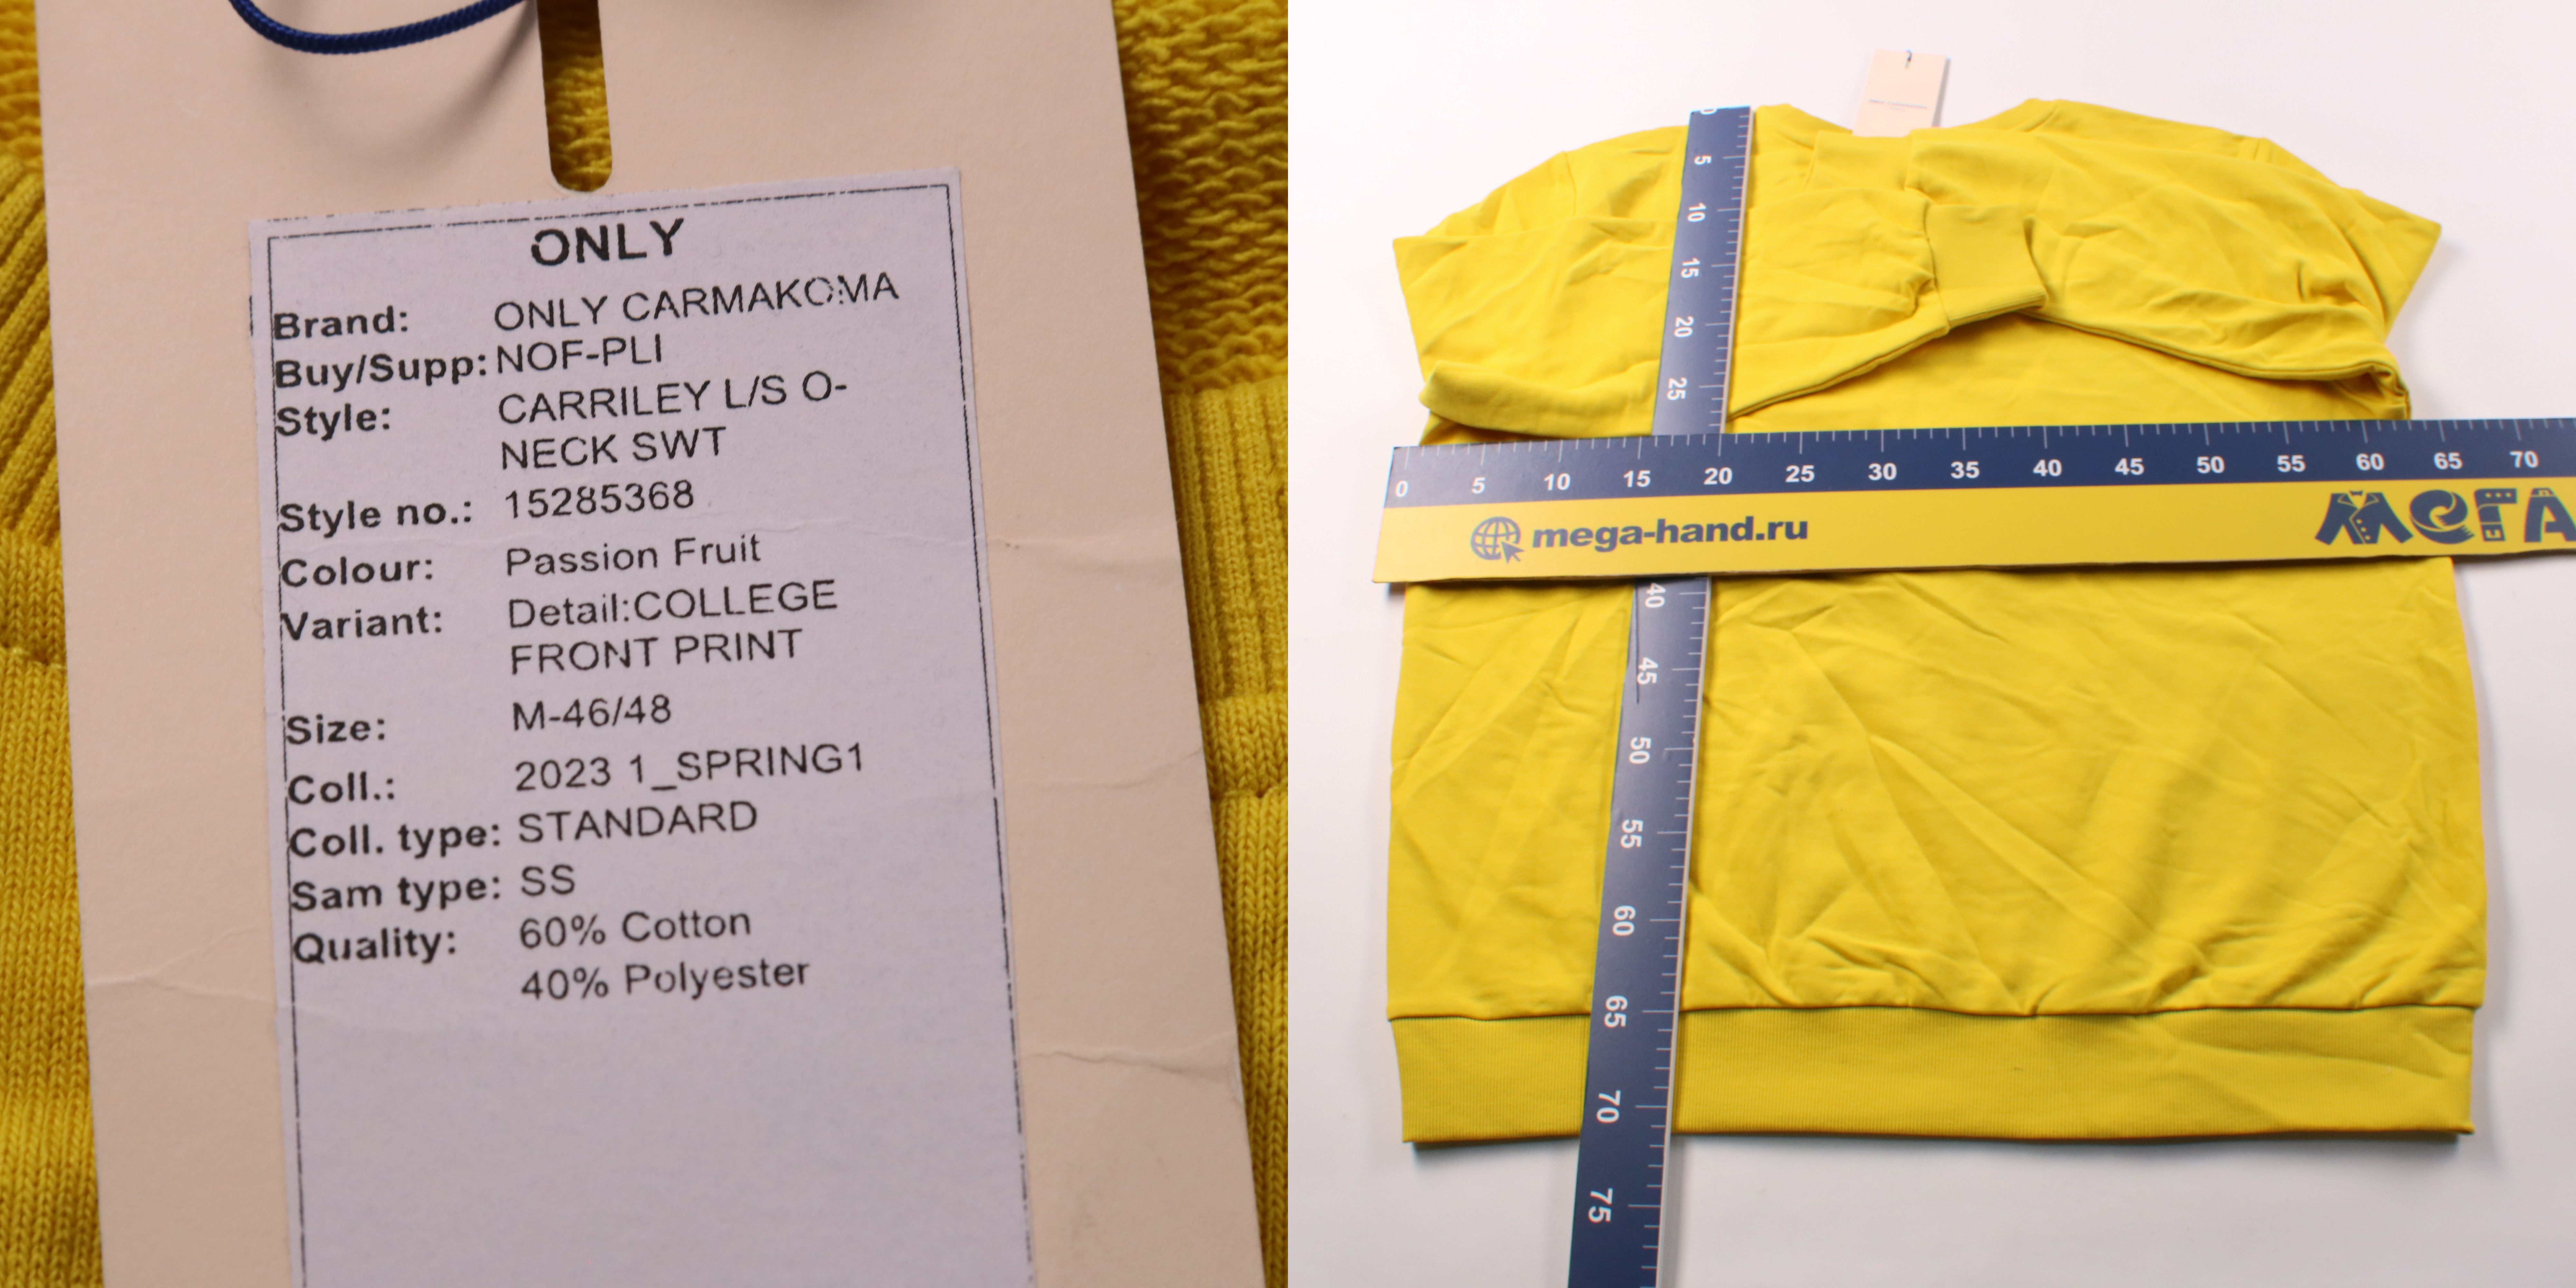 ONLY
Brand: ONLY CARMAKOMA
Buy/Supp: NOF-PLI
Style: CARRILEY L/S O-
NECK SWT
Style no.: 15285368
Colour: Passion Fruit
Variant: Detail:COLLEGE
FRONT PRINT
Size: M-46/48
Coll.: 2023 1_SPRING1
Coll. type: STANDARD
Sam type: SS
Quality: 60% Cotton
40% Polyester
0
5
10
15
20
25
0 5 10 15 20 25 30 35 40 45 50 55 60 65 70
mega-hand.ru
МЕГА
40
45
50
55
60
65
70
75